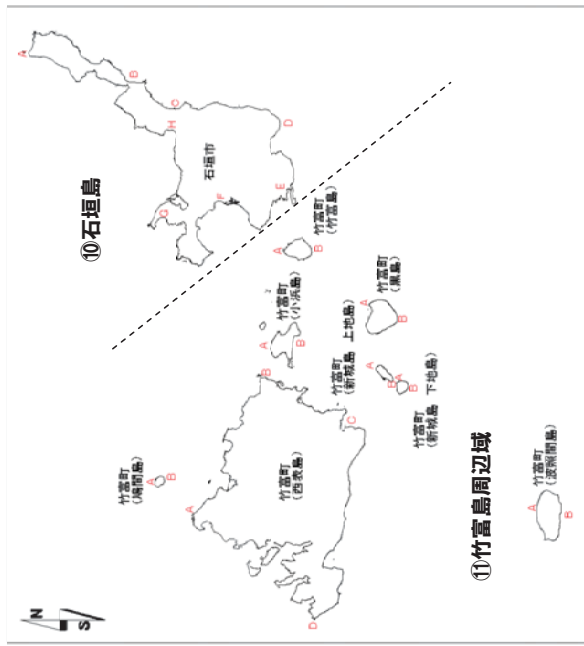 N
S
⑩石垣島
石垣市
A
B
C
D
E
F
G
H
竹富町
(竹富島)
A
B
竹富町
(小浜島)
A
B
竹富町
(黒島)
A
B
竹富町
(新城島 上地島)
A
B
竹富町
(新城島 下地島)
A
B
竹富町
(鳩間島)
A
B
竹富町
(西表島)
A
B
C
D
⑪竹富島周辺域
竹富町
(波照間島)
A
B